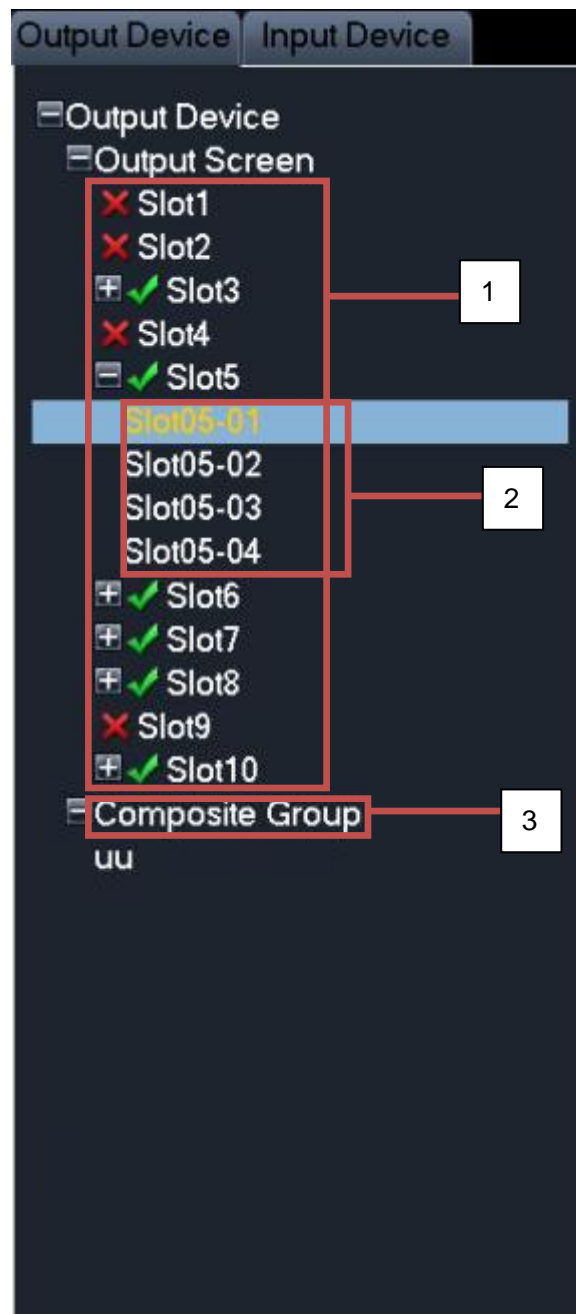 Output Device Input Device
Output Device
Output Screen
Slot1
Slot2
Slot3
1
Slot4
Slot5
Slot05-01
Slot05-02
Slot05-03
2
Slot05-04
Slot6
Slot7
Slot8
Slot9
Slot10
Composite Group
3
uu